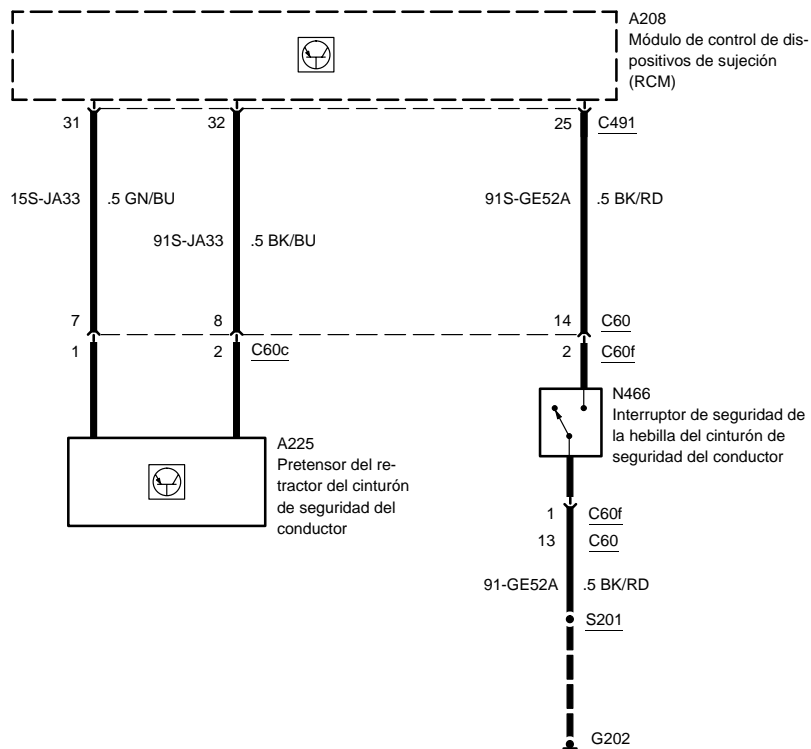 A208
Módulo de control de dis-
positivos de sujeción
(RCM)
31
32
25
C491
15S-JA33
.5 GN/BU
91S-GE52A
.5 BK/RD
91S-JA33
.5 BK/BU
7
8
14
C60
1
2
C60c
2
C60f
N466
Interruptor de seguridad de
la hebilla del cinturón de
seguridad del conductor
A225
Pretensor del re-
tractor del cinturón
de seguridad del
conductor
1
C60f
13
C60
91-GE52A
.5 BK/RD
S201
G202